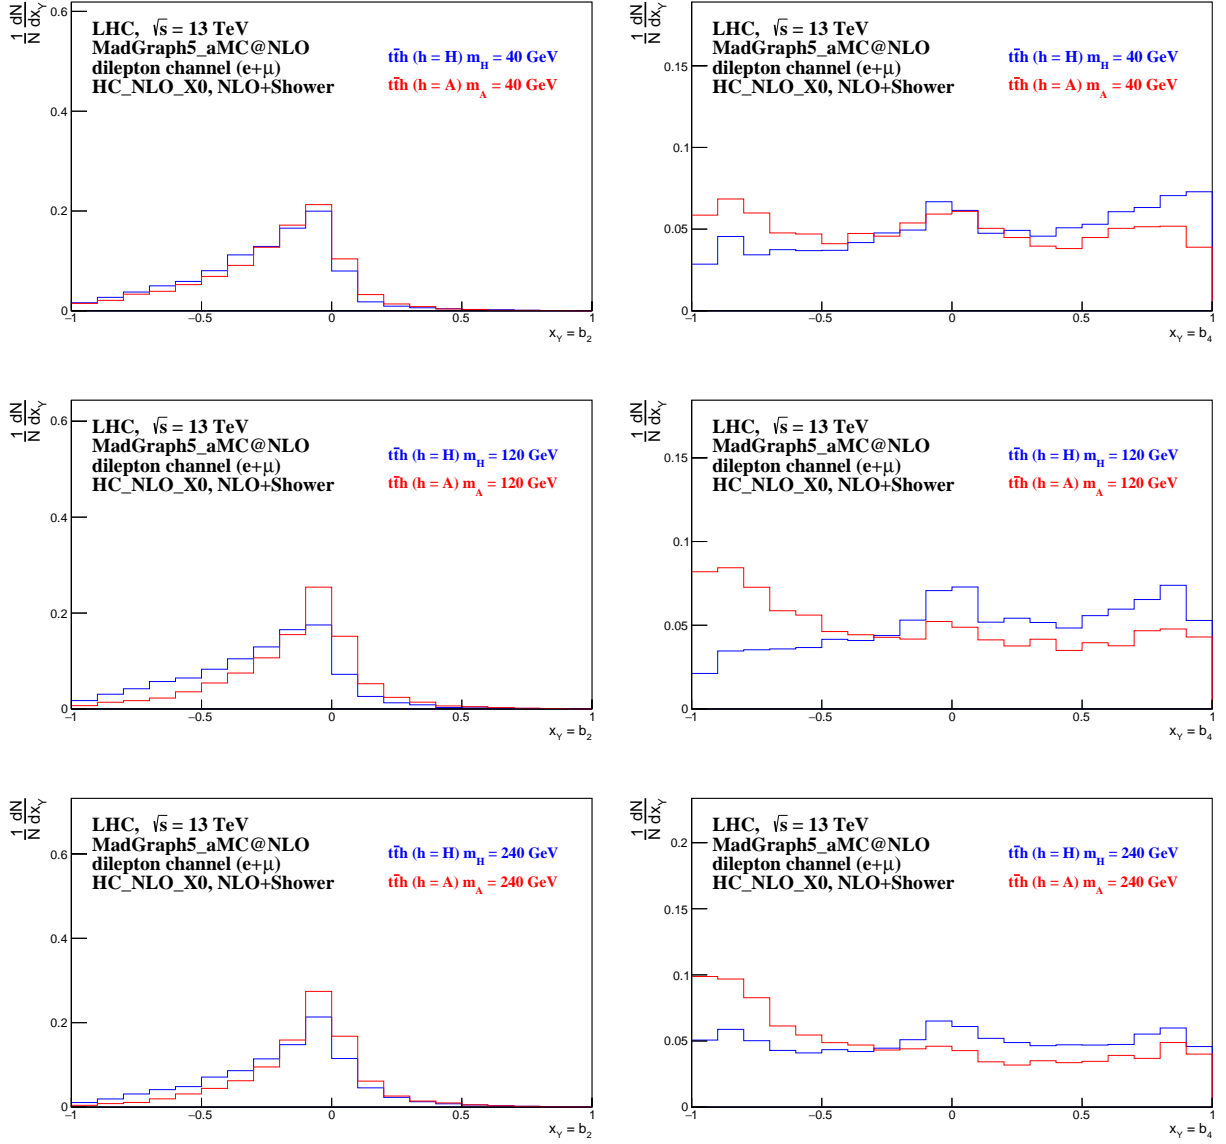 1/N dN/dx_Y
0.6
0.4
0.2
0
LHC, √s = 13 TeV
MadGraph5_aMC@NLO
dilepton channel (e+μ)
HC_NLO_X0, NLO+Shower
tt̄h (h = H) m_H = 40 GeV
tt̄h (h = A) m_A = 40 GeV
−1 −0.5 0 0.5 1
x_Y = b_2
1/N dN/dx_Y
0.15
0.1
0.05
0
LHC, √s = 13 TeV
MadGraph5_aMC@NLO
dilepton channel (e+μ)
HC_NLO_X0, NLO+Shower
tt̄h (h = H) m_H = 40 GeV
tt̄h (h = A) m_A = 40 GeV
−1 −0.5 0 0.5 1
x_Y = b_4
1/N dN/dx_Y
0.6
0.4
0.2
0
LHC, √s = 13 TeV
MadGraph5_aMC@NLO
dilepton channel (e+μ)
HC_NLO_X0, NLO+Shower
tt̄h (h = H) m_H = 120 GeV
tt̄h (h = A) m_A = 120 GeV
−1 −0.5 0 0.5 1
x_Y = b_2
1/N dN/dx_Y
0.15
0.1
0.05
0
LHC, √s = 13 TeV
MadGraph5_aMC@NLO
dilepton channel (e+μ)
HC_NLO_X0, NLO+Shower
tt̄h (h = H) m_H = 120 GeV
tt̄h (h = A) m_A = 120 GeV
−1 −0.5 0 0.5 1
x_Y = b_4
1/N dN/dx_Y
0.6
0.4
0.2
0
LHC, √s = 13 TeV
MadGraph5_aMC@NLO
dilepton channel (e+μ)
HC_NLO_X0, NLO+Shower
tt̄h (h = H) m_H = 240 GeV
tt̄h (h = A) m_A = 240 GeV
−1 −0.5 0 0.5 1
x_Y = b_2
1/N dN/dx_Y
0.2
0.15
0.1
0.05
0
LHC, √s = 13 TeV
MadGraph5_aMC@NLO
dilepton channel (e+μ)
HC_NLO_X0, NLO+Shower
tt̄h (h = H) m_H = 240 GeV
tt̄h (h = A) m_A = 240 GeV
−1 −0.5 0 0.5 1
x_Y = b_4